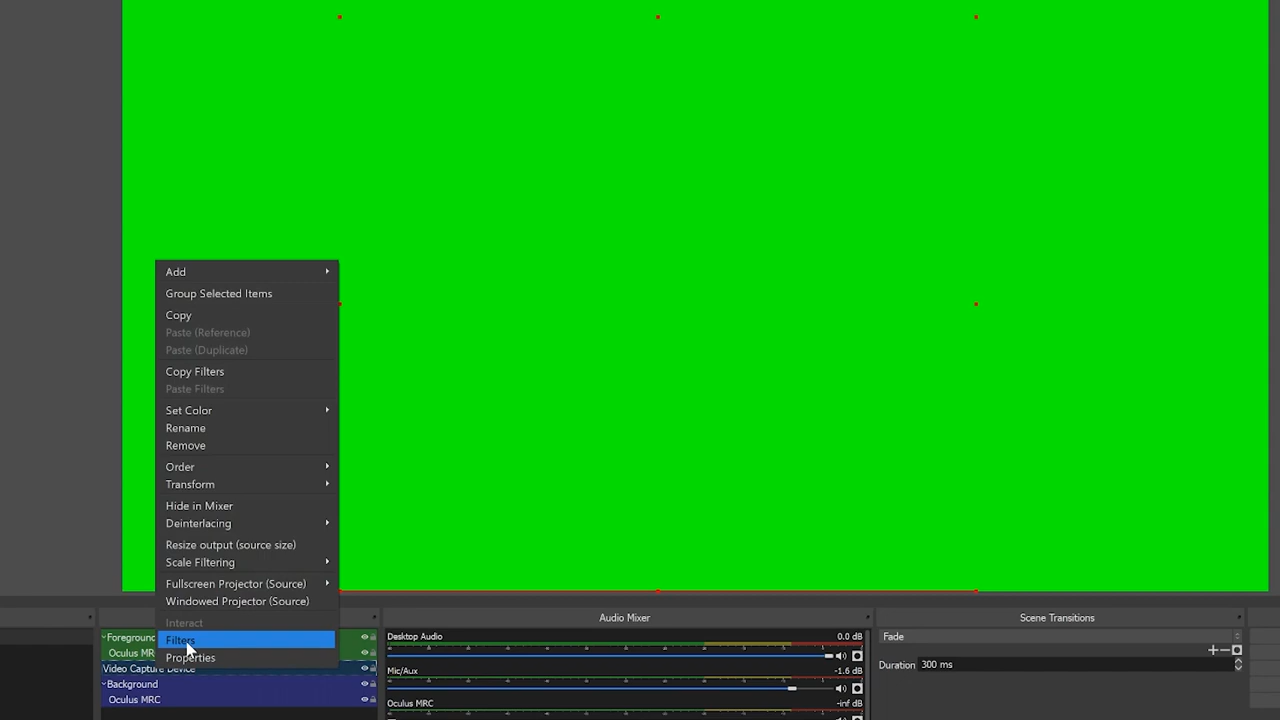 Add
Group Selected Items
Copy
Paste (Reference)
Paste (Duplicate)
Copy Filters
Paste Filters
Set Color
Rename
Remove
Order
Transform
Hide in Mixer
Deinterlacing
Resize output (source size)
Scale Filtering
Fullscreen Projector (Source)
Windowed Projector (Source)
Interact
Filters
Properties
Foreground
Oculus MR
Video Capture Device
Background
Oculus MRC
Audio Mixer
Desktop Audio 0.0 dB
Mic/Aux -1.6 dB
Oculus MRC -inf dB
Scene Transitions
Fade
Duration 300 ms